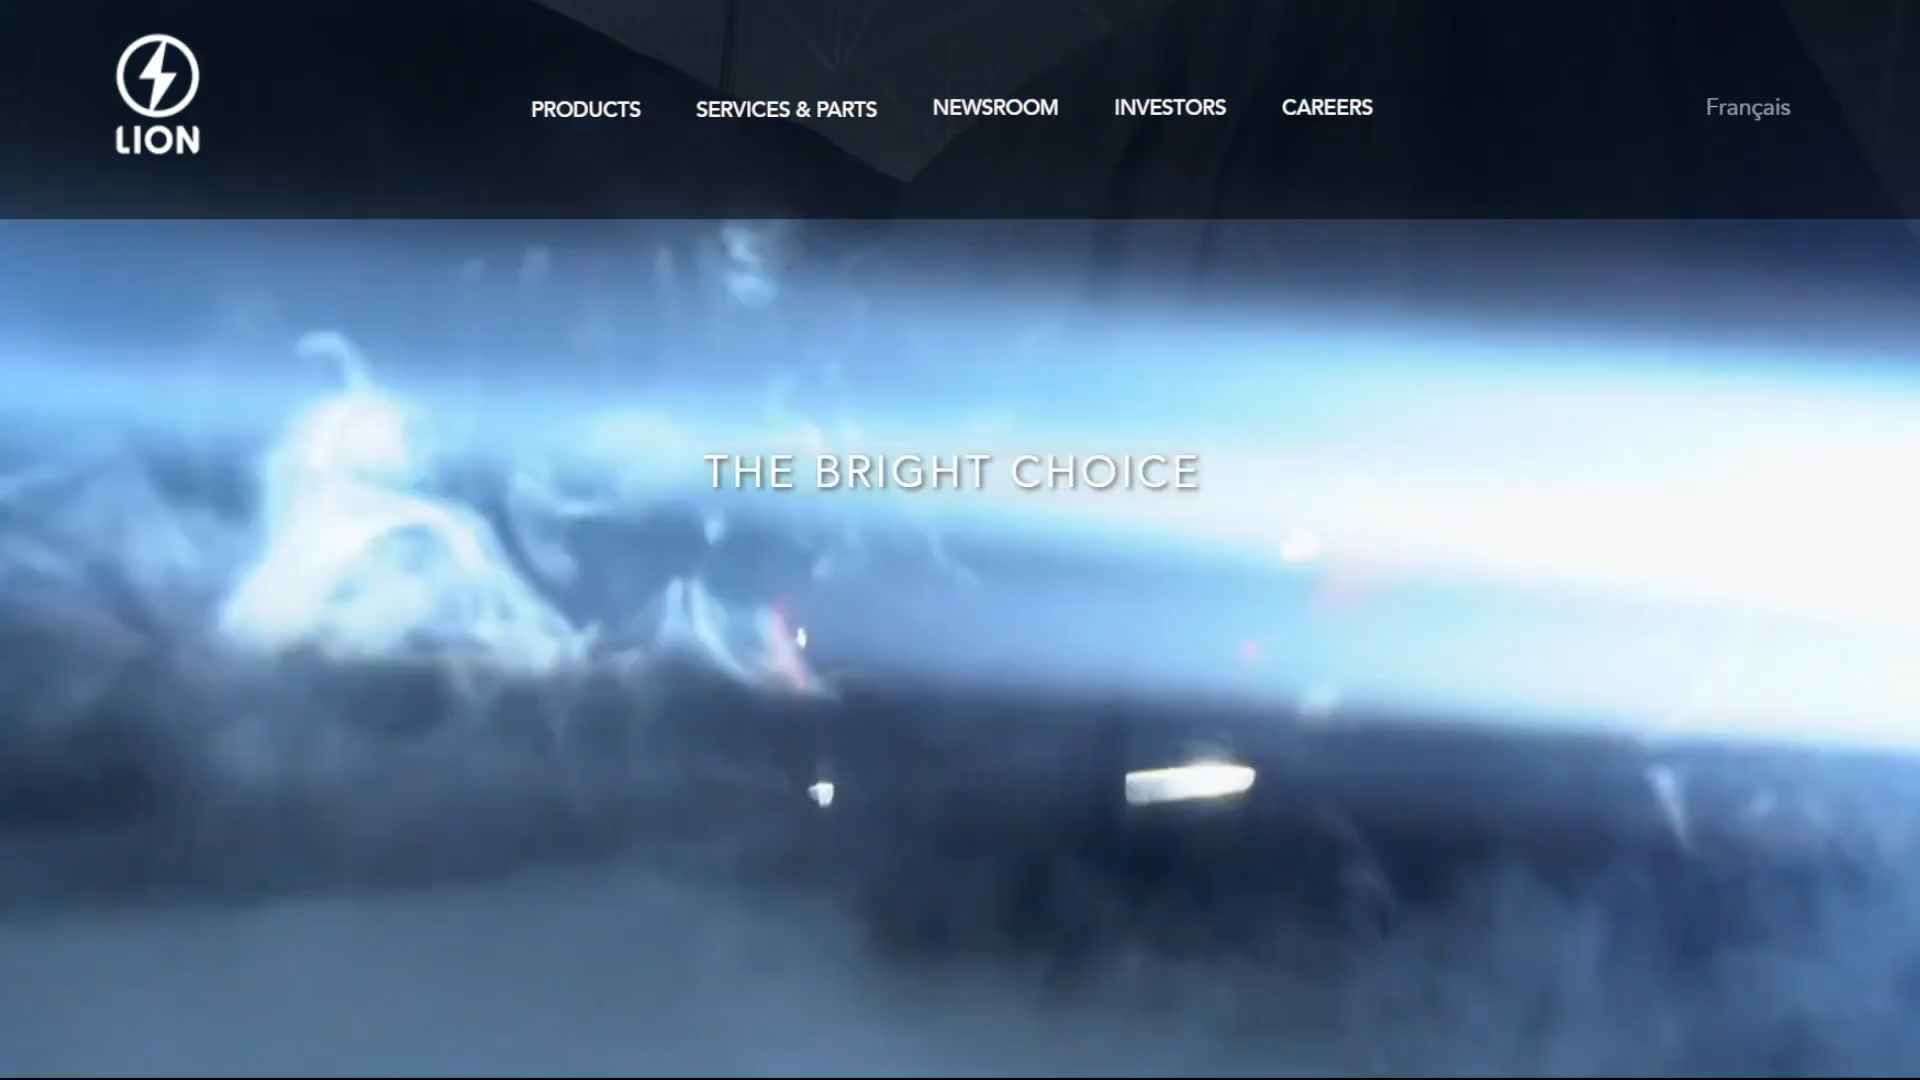 LION
PRODUCTS
SERVICES & PARTS
NEWSROOM
INVESTORS
CAREERS
Français
THE BRIGHT CHOICE